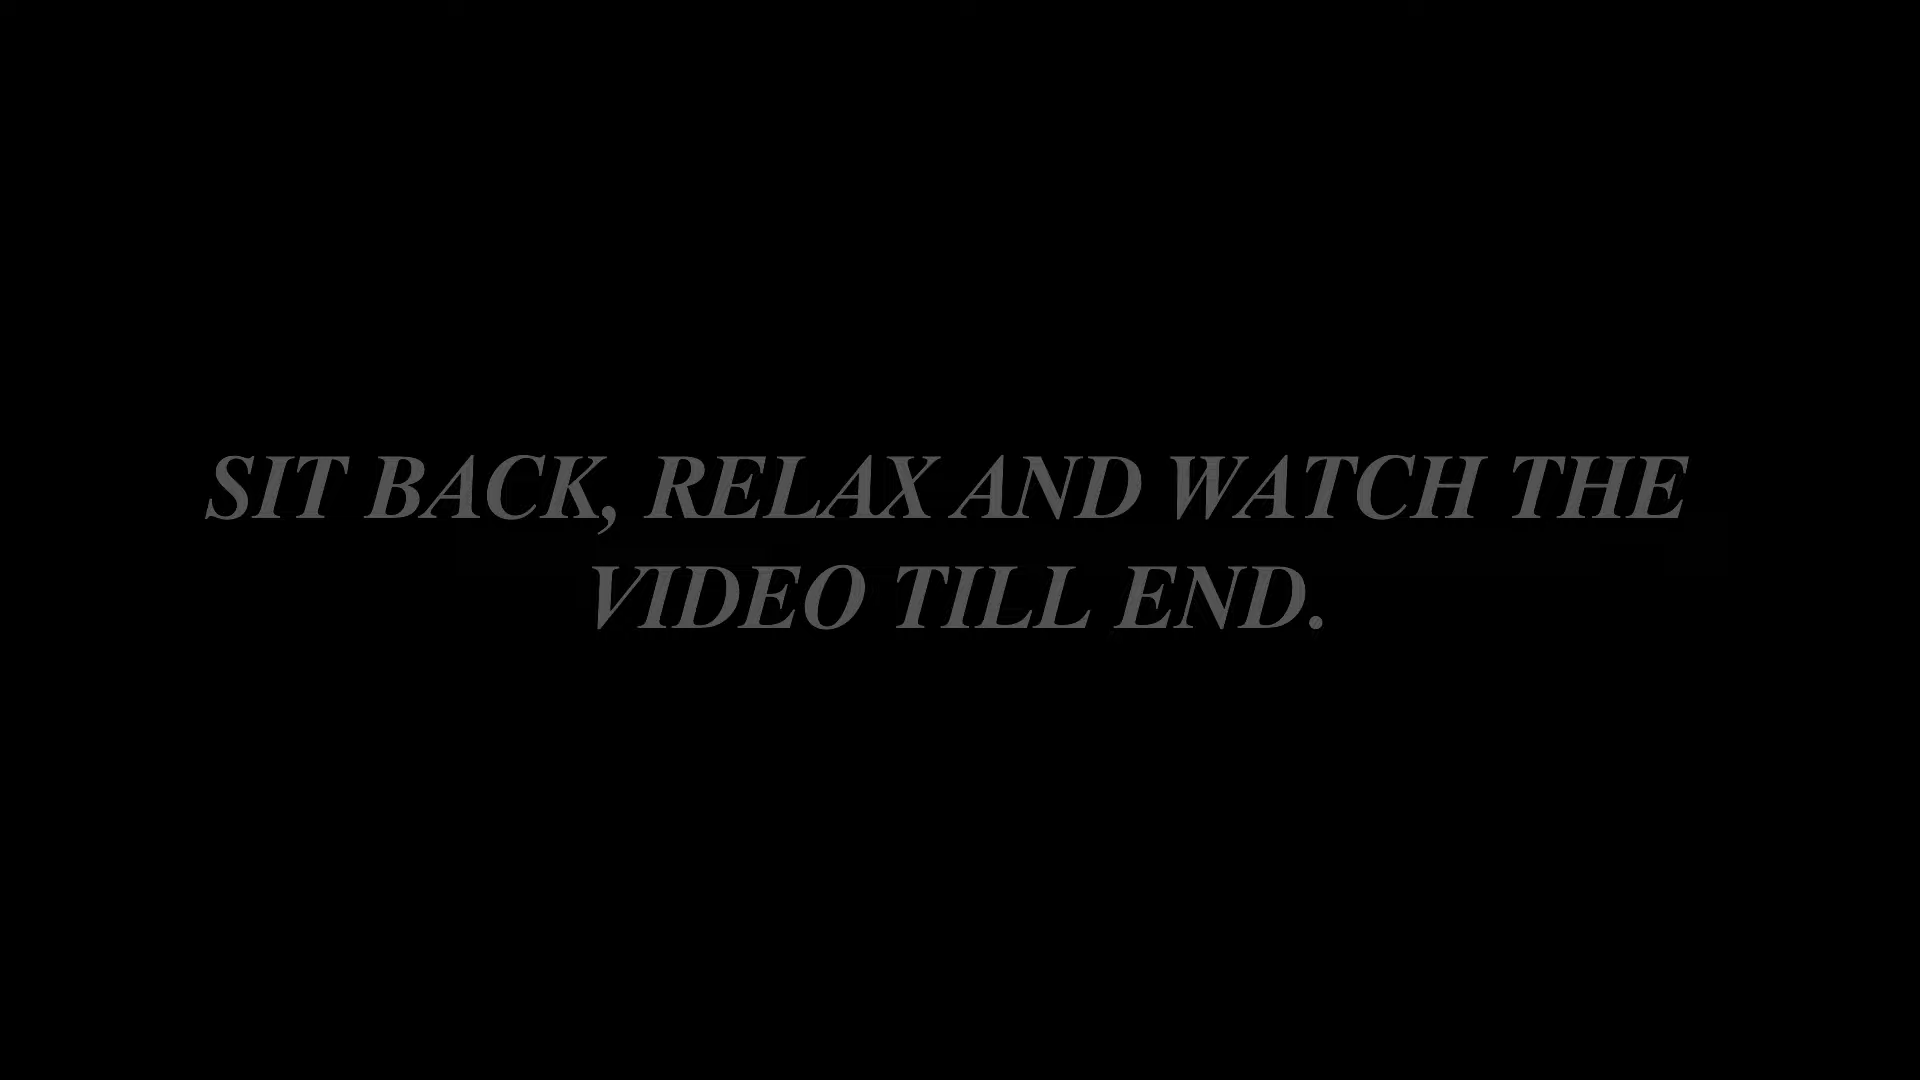 SIT BACK, RELAX AND WATCH THE
VIDEO TILL END.